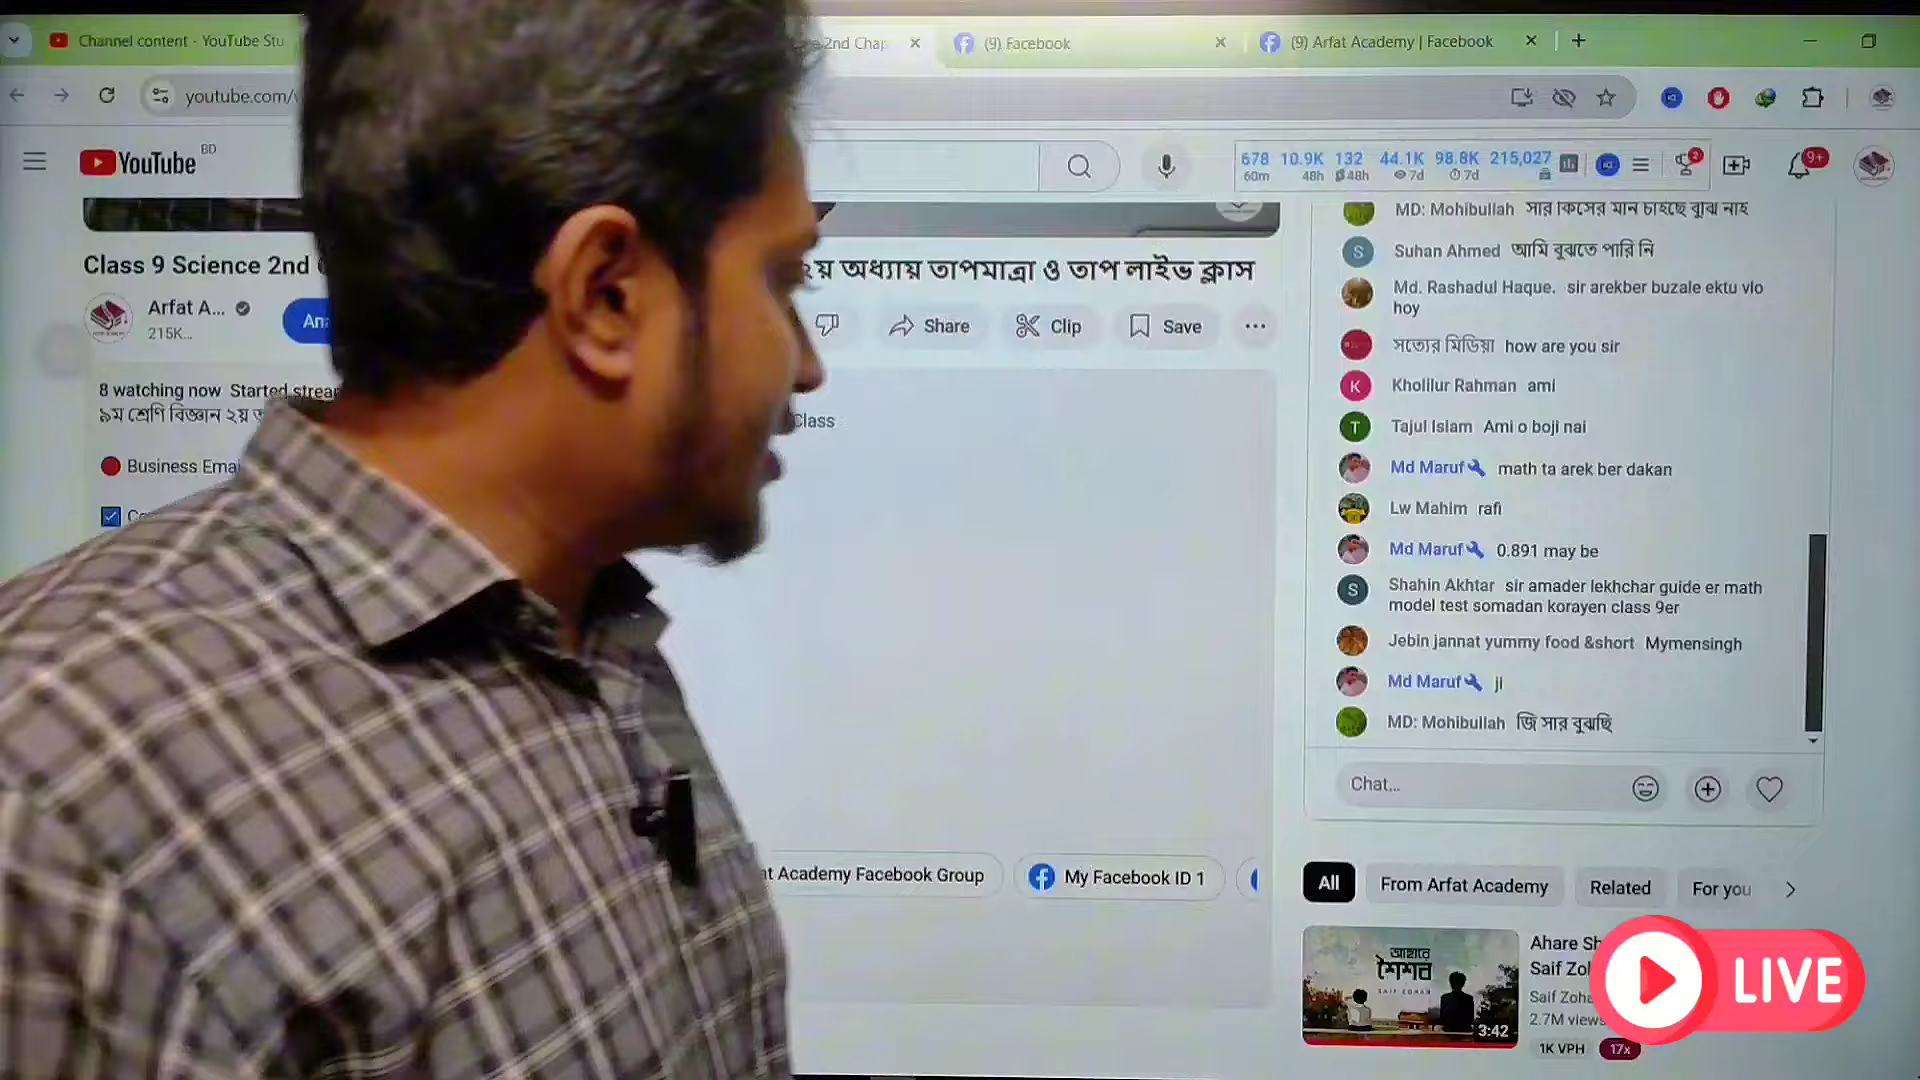 Channel content - YouTube Stu
2nd Chap
(9) Facebook
(9) Arfat Academy | Facebook
youtube.com/
YouTube BD
678 10.9K 132 44.1K 98.8K 215,027
60m 48h 48h 7d 7d
2
9+
MD: Mohibullah সার কিসের মান চাইছে বুঝি নাই
Suhan Ahmed আমি বুঝতে পারি নি
Md. Rashadul Haque. sir arekber buzale ektu vlo
hoy
সত্যের মিডিয়া how are you sir
Kholilur Rahman ami
Tajul Islam Ami o boji nai
Md Maruf math ta arek ber dakan
Lw Mahim rafi
Md Maruf 0.891 may be
Shahin Akhtar sir amader lekhchar guide er math
model test somadan korayen class 9er
Jebin jannat yummy food &short Mymensingh
Md Maruf ji
MD: Mohibullah জি সার বুঝছি
Chat...
Class 9 Science 2nd
২য় অধ্যায় তাপমাত্রা ও তাপ লাইভ ক্লাস
Arfat A...
215K...
An
Share
Clip
Save
8 watching now Started strea
৯ম শ্রেণি বিজ্ঞান ২য়
Class
Business Emai
Academy Facebook Group
My Facebook ID 1
All
From Arfat Academy
Related
For you
আহারে
শৈশব
SAIF ZOHAN
3:42
Ahare Sh
Saif Zo
Saif Zoha
2.7M views
1K VPH
17x
LIVE